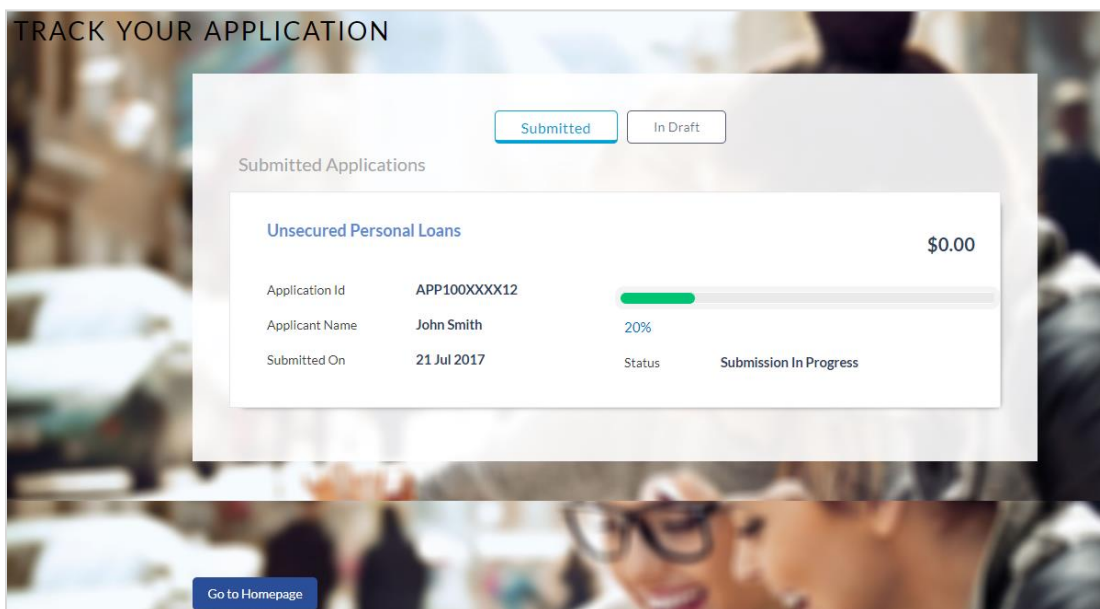 TRACK YOUR APPLICATION
Submitted
In Draft
Submitted Applications
Unsecured Personal Loans
$0.00
Application Id APP100XXXX12
Applicant Name John Smith
20%
Submitted On 21 Jul 2017
Status Submission In Progress
Go to Homepage